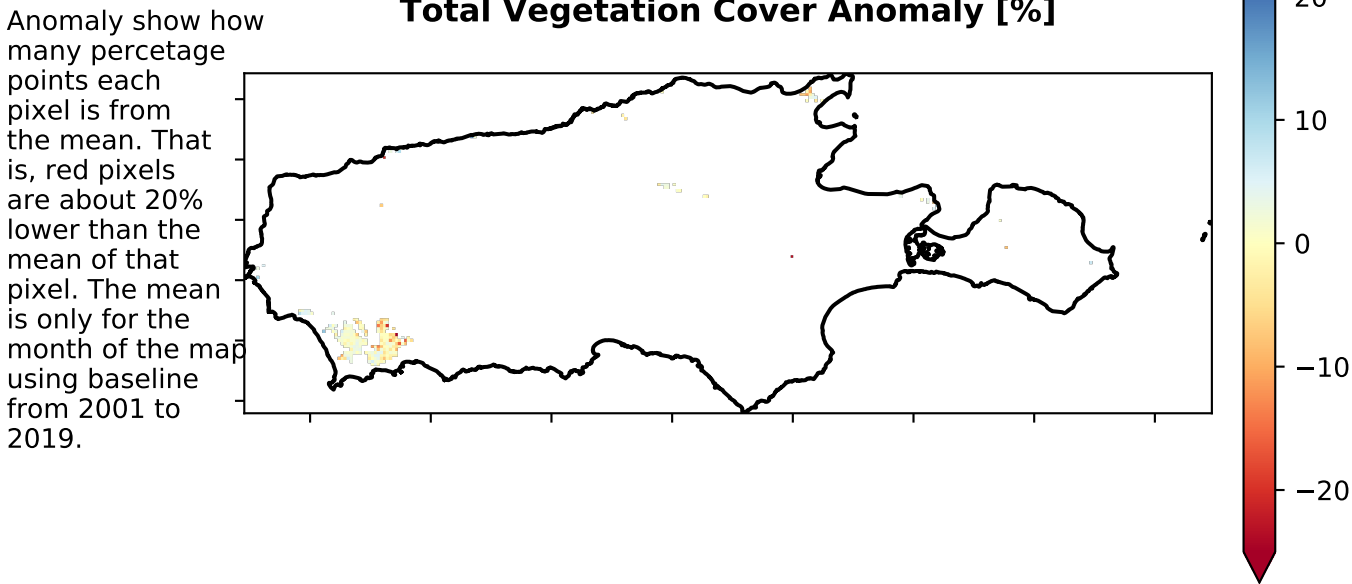 Total Vegetation Cover Anomaly [%]
Anomaly show how
many percetage
points each
pixel is from
the mean. That
is, red pixels
are about 20%
lower than the
mean of that
pixel. The mean
is only for the
month of the map
using baseline
from 2001 to
2019.
20
10
0
−10
−20